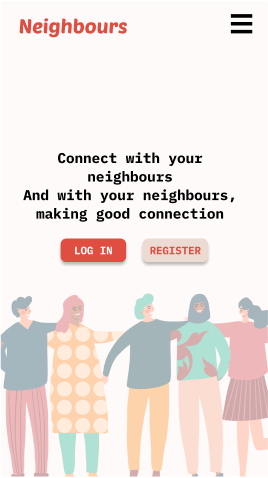 Neighbours
Connect with your
neighbours
And with your neighbours,
making good connection
LOG IN
REGISTER